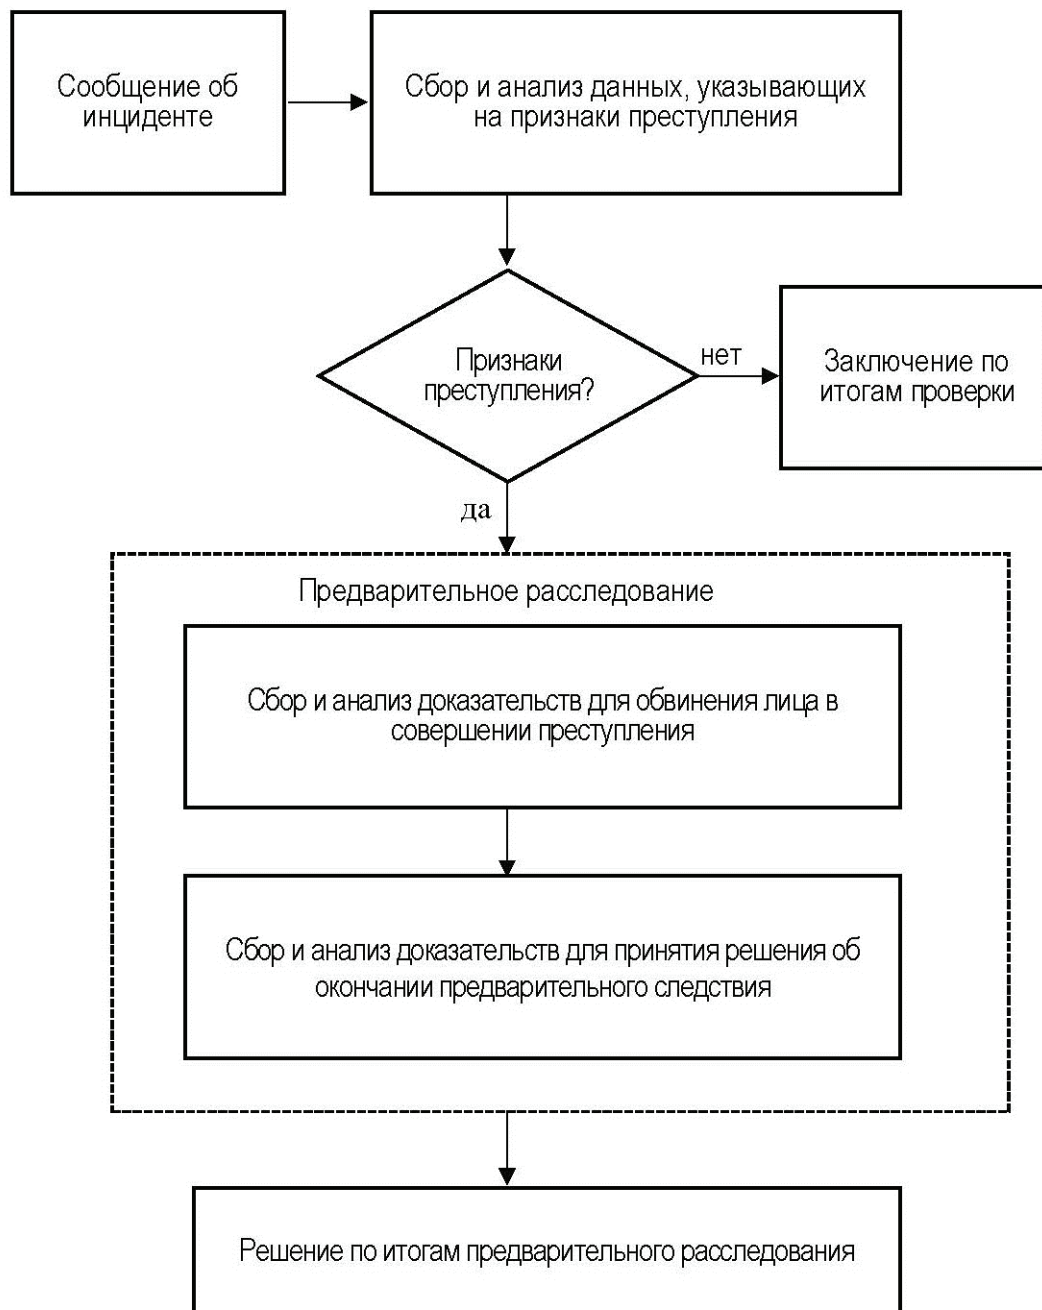 Сообщение об
инциденте
Сбор и анализ данных, указывающих
на признаки преступления
Признаки
преступления?
нет
Заключение по
итогам проверки
да
Предварительное расследование
Сбор и анализ доказательств для обвинения лица в
совершении преступления
Сбор и анализ доказательств для принятия решения об
окончании предварительного следствия
Решение по итогам предварительного расследования